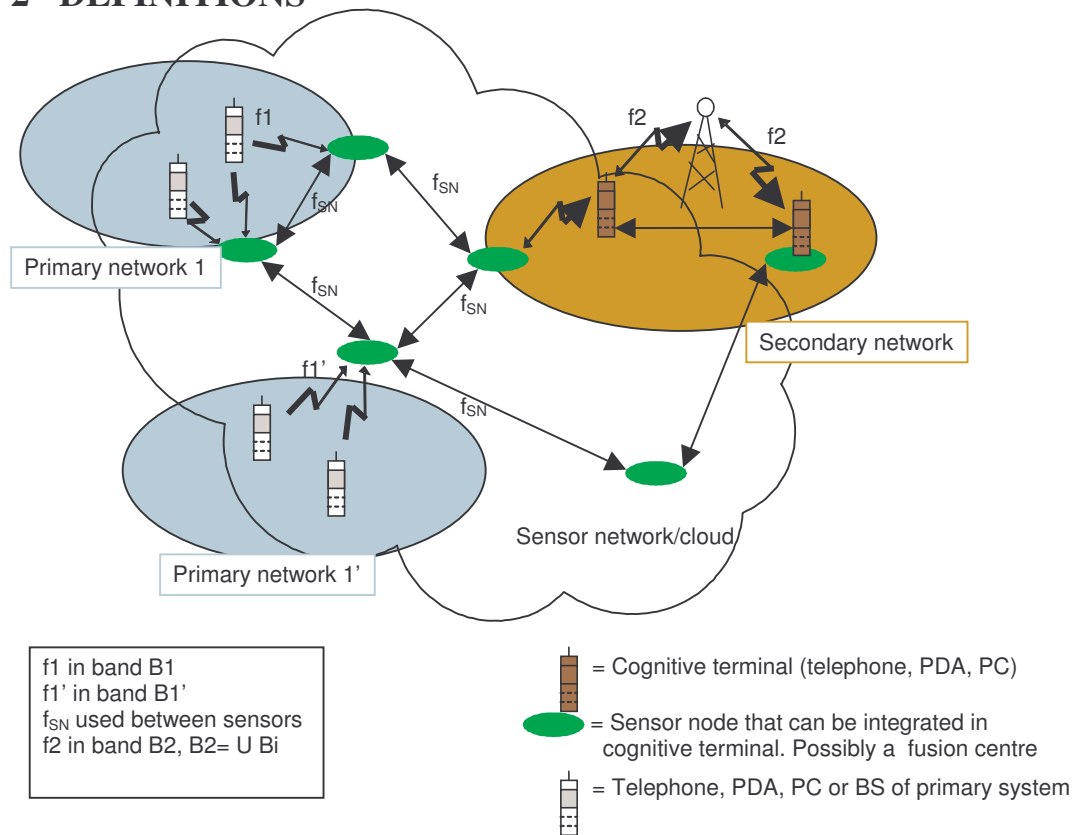 2 DEFINITIONS
f1
f2
f2
fSN
fSN
Primary network 1
fSN
fSN
Secondary network
f1’
fSN
Sensor network/cloud
Primary network 1’
f1 in band B1
f1’ in band B1’
fSN used between sensors
f2 in band B2, B2= U Bi
= Cognitive terminal (telephone, PDA, PC)
= Sensor node that can be integrated in
cognitive terminal. Possibly a fusion centre
= Telephone, PDA, PC or BS of primary system